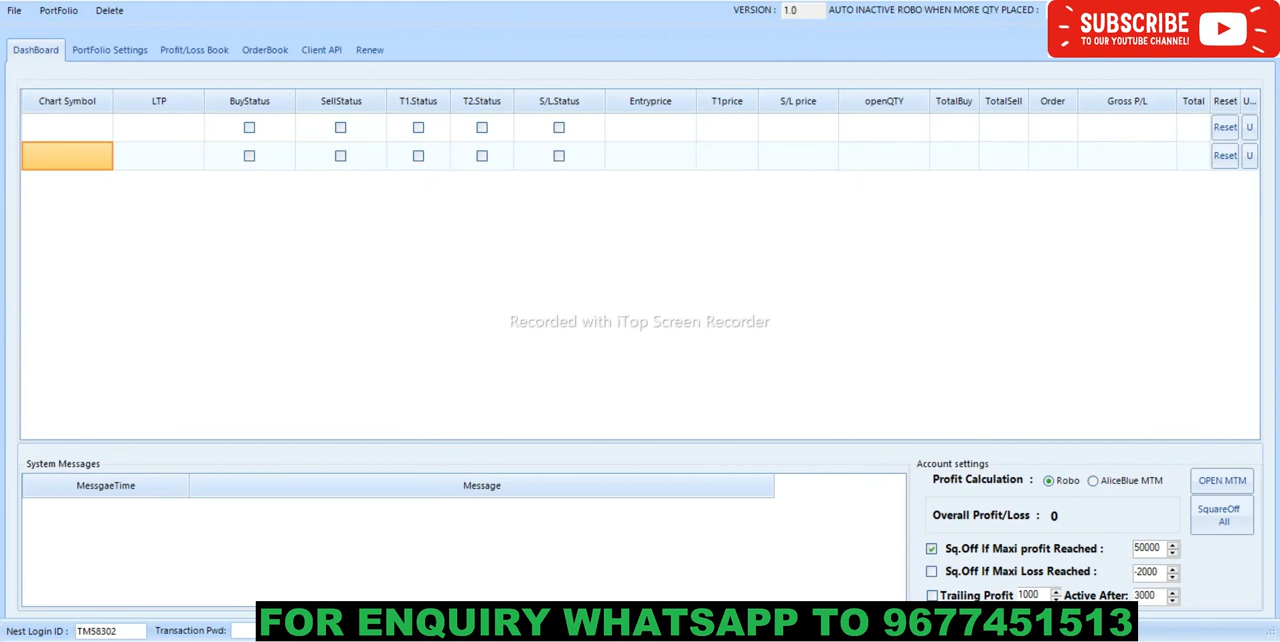 File PortFolio Delete VERSION : 1.0 AUTO INACTIVE ROBO WHEN MORE QTY PLACED :
SUBSCRIBE
TO OUR YOUTUBE CHANNEL!
DashBoard PortFolio Settings Profit/Loss Book OrderBook Client API Renew
Chart Symbol LTP BuyStatus SellStatus T1.Status T2.Status S/L.Status Entryprice T1price S/L price openQTY TotalBuy TotalSell Order Gross P/L Total Reset U...
Reset U
Reset U
Recorded with iTop Screen Recorder
System Messages
MessgaeTime Message
Account settings
Profit Calculation : Robo AliceBlue MTM OPEN MTM
Overall Profit/Loss : 0
SquareOff
All
Sq.Off If Maxi profit Reached : 50000
Sq.Off If Maxi Loss Reached : -2000
Trailing Profit 1000 Active After: 3000
Nest Login ID : TM58302 Transaction Pwd:
FOR ENQUIRY WHATSAPP TO 9677451513